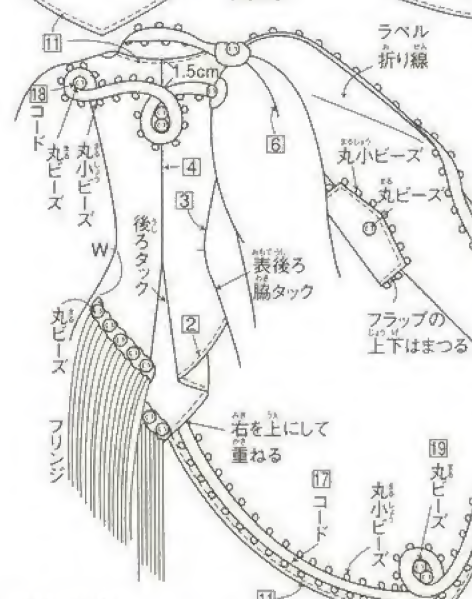 11
1.5cm
ラペル
折り線
18
コード
丸ビーズ
丸小ビーズ
4
6
3
丸小ビーズ
丸ビーズ
後ろタック
W
表後ろ
脇タック
丸ビーズ
2
フラップの
上下はまつる
フリンジ
右を上にして
重ねる
17
コード
丸小ビーズ
19
丸ビーズ